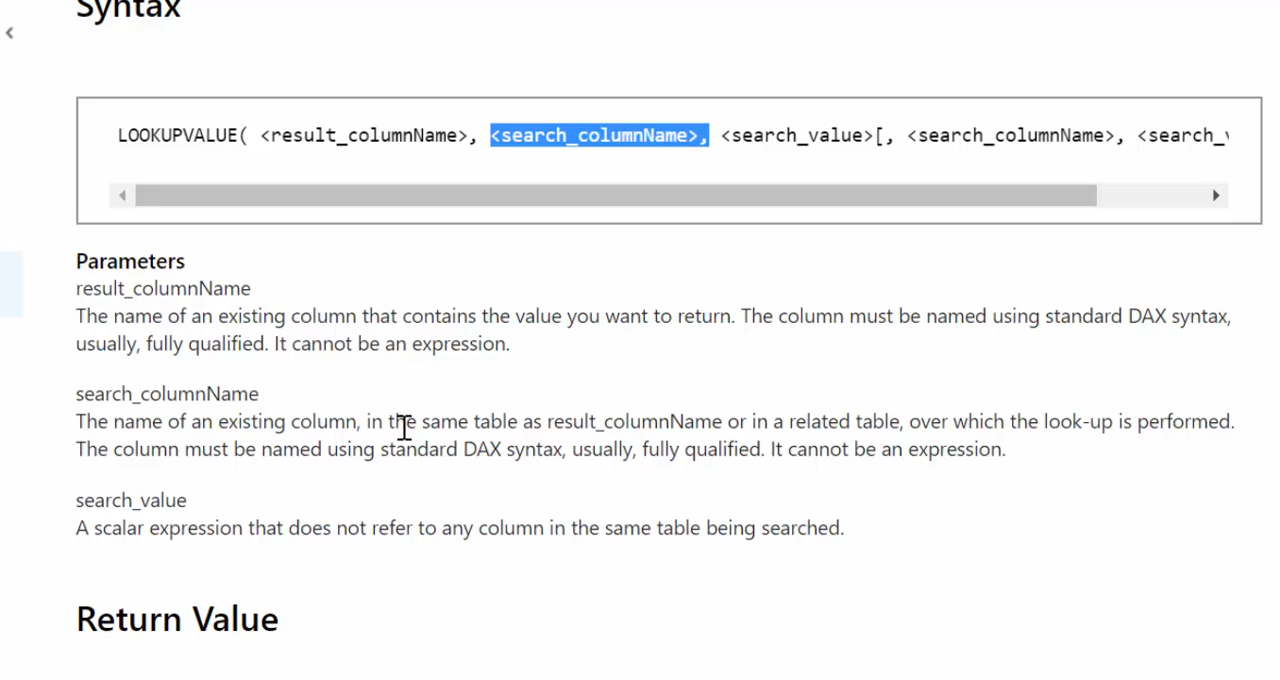 Syntax
LOOKUPVALUE( <result_columnName>, <search_columnName>, <search_value>[, <search_columnName>, <search_
Parameters
result_columnName
The name of an existing column that contains the value you want to return. The column must be named using standard DAX syntax,
usually, fully qualified. It cannot be an expression.
search_columnName
The name of an existing column, in the same table as result_columnName or in a related table, over which the look-up is performed.
The column must be named using standard DAX syntax, usually, fully qualified. It cannot be an expression.
search_value
A scalar expression that does not refer to any column in the same table being searched.
Return Value